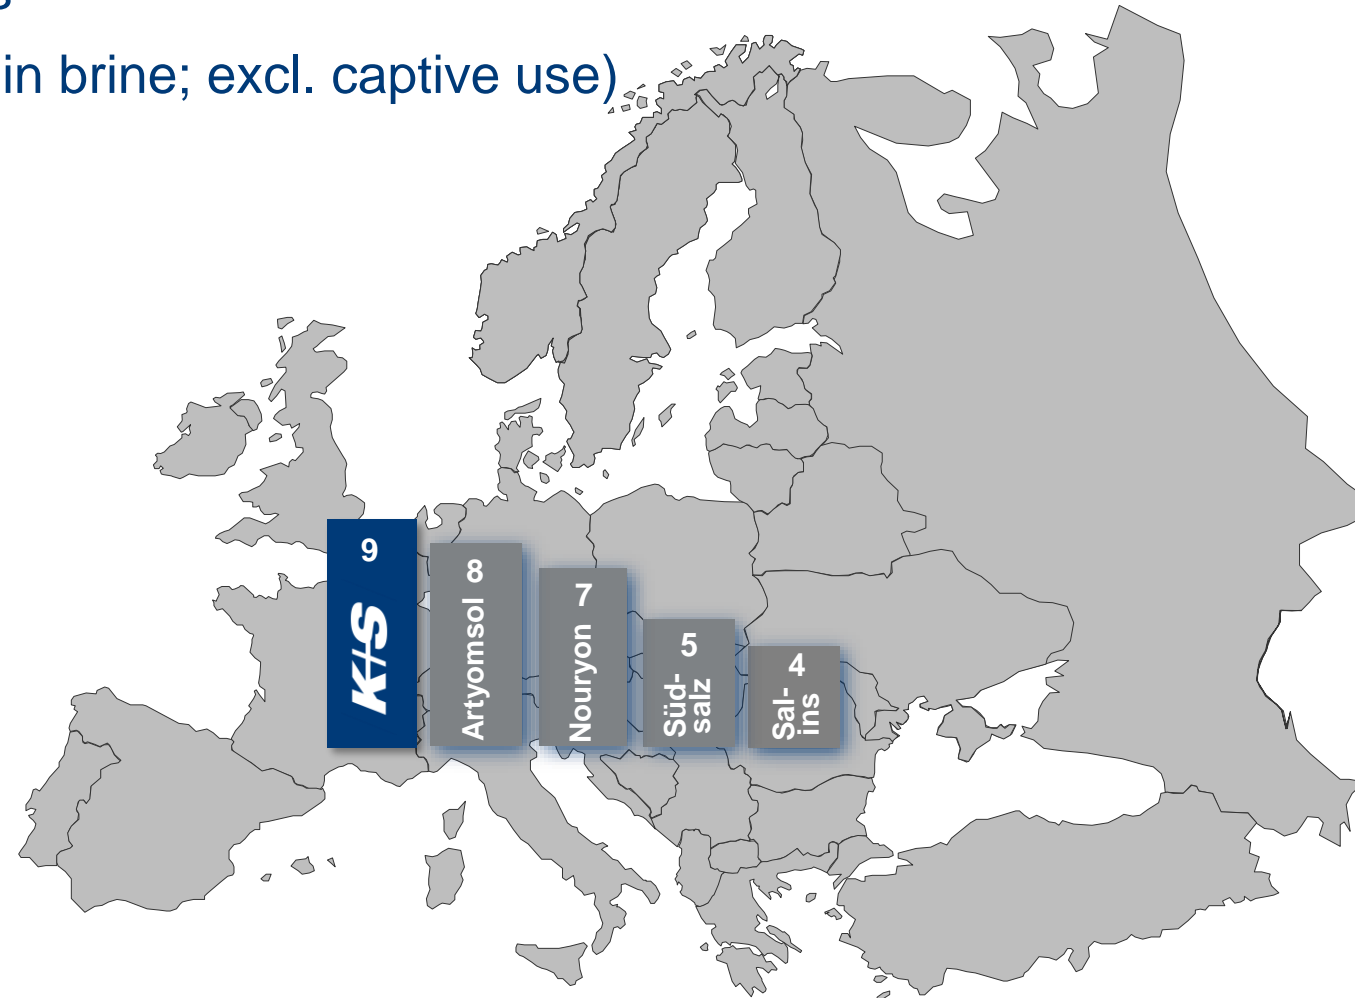 in brine; excl. captive use)
9
K+S
8
Artyomsol
7
Nouryon
5
Süd-
salz
4
Sal-
ins